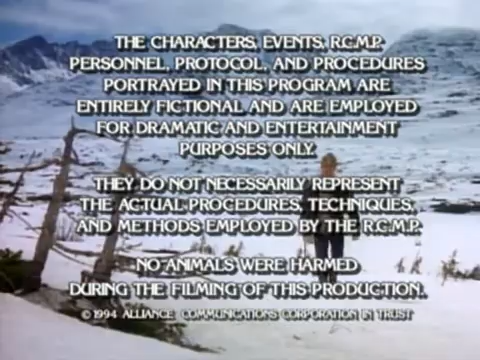 THE CHARACTERS, EVENTS, R.C.M.P.
PERSONNEL, PROTOCOL, AND PROCEDURES
PORTRAYED IN THIS PROGRAM ARE
ENTIRELY FICTIONAL AND ARE EMPLOYED
FOR DRAMATIC AND ENTERTAINMENT
PURPOSES ONLY.
THEY DO NOT NECESSARILY REPRESENT
THE ACTUAL PROCEDURES, TECHNIQUES,
AND METHODS EMPLOYED BY THE R.C.M.P.
NO ANIMALS WERE HARMED
DURING THE FILMING OF THIS PRODUCTION.
© 1994 ALLIANCE COMMUNICATIONS CORPORATION IN TRUST